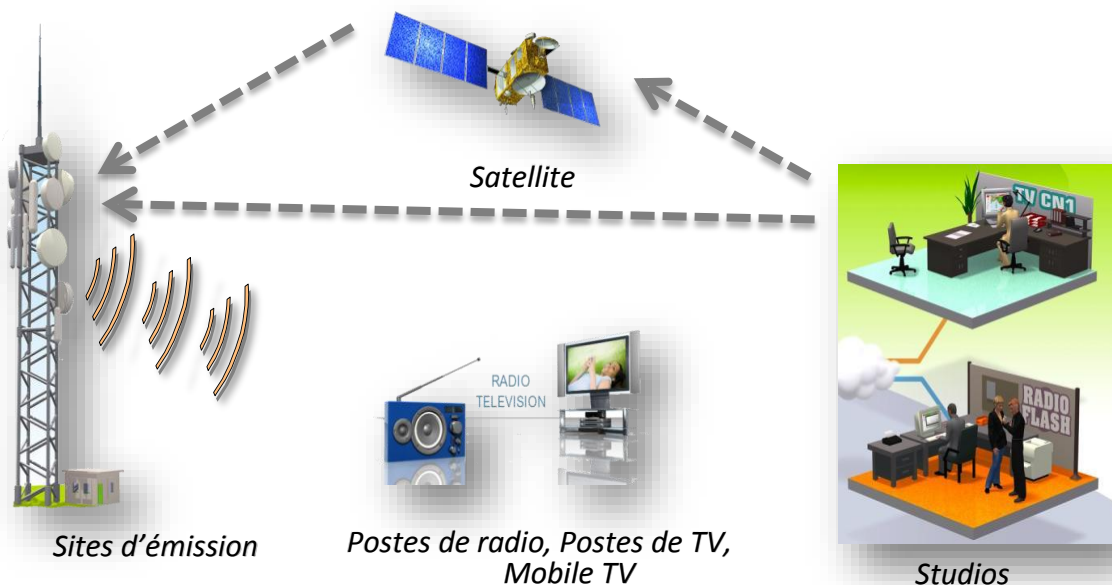 Satellite
TV CN1
RADIO
TELEVISION
RADIO
FLASH
Sites d’émission
Postes de radio, Postes de TV,
Mobile TV
Studios